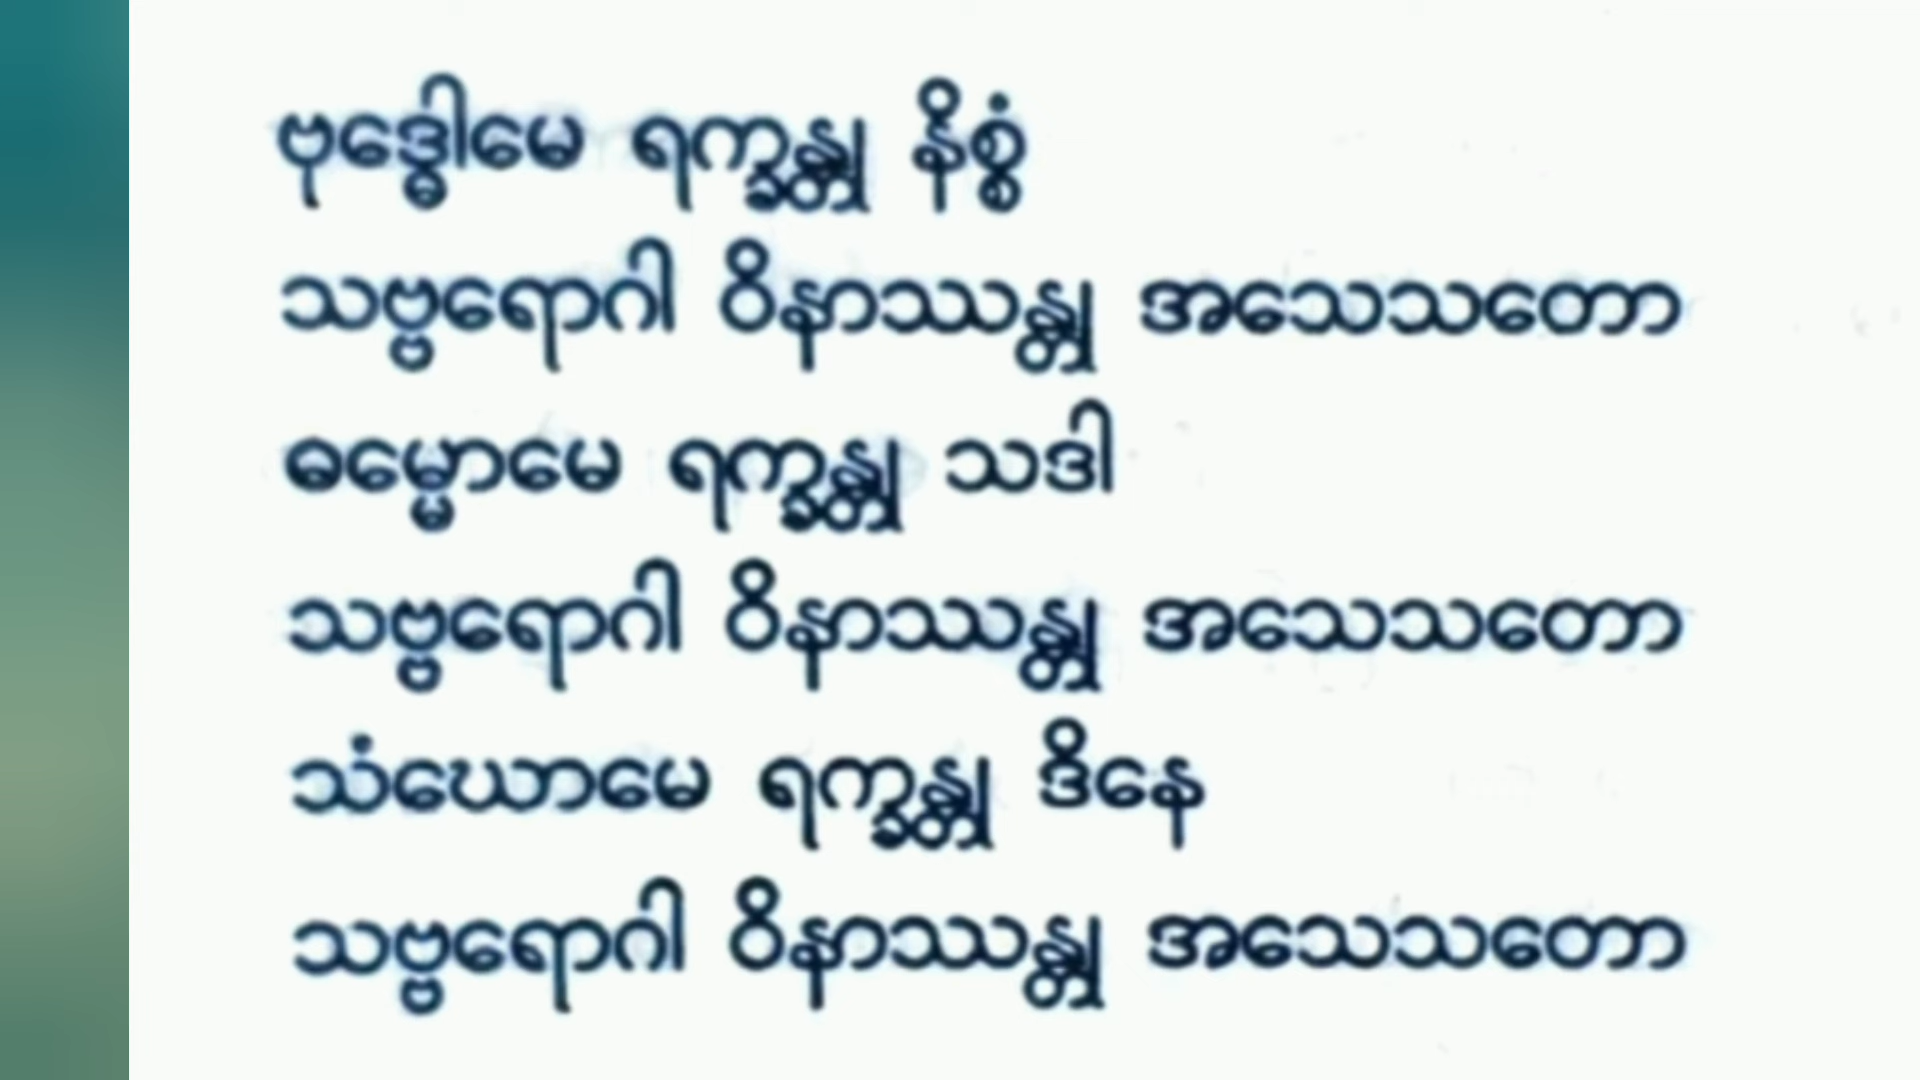 ဗုဒ္ဓေါမေ ရက္ခန္တု နိစ္စံ
သဗ္ဗရောဂါ ဝိနာဿန္တု အသေသတော
ဓမ္မောမေ ရက္ခန္တု သဒါ
သဗ္ဗရောဂါ ဝိနာဿန္တု အသေသတော
သံဃောမေ ရက္ခန္တု ဒိနေ
သဗ္ဗရောဂါ ဝိနာဿန္တု အသေသတော